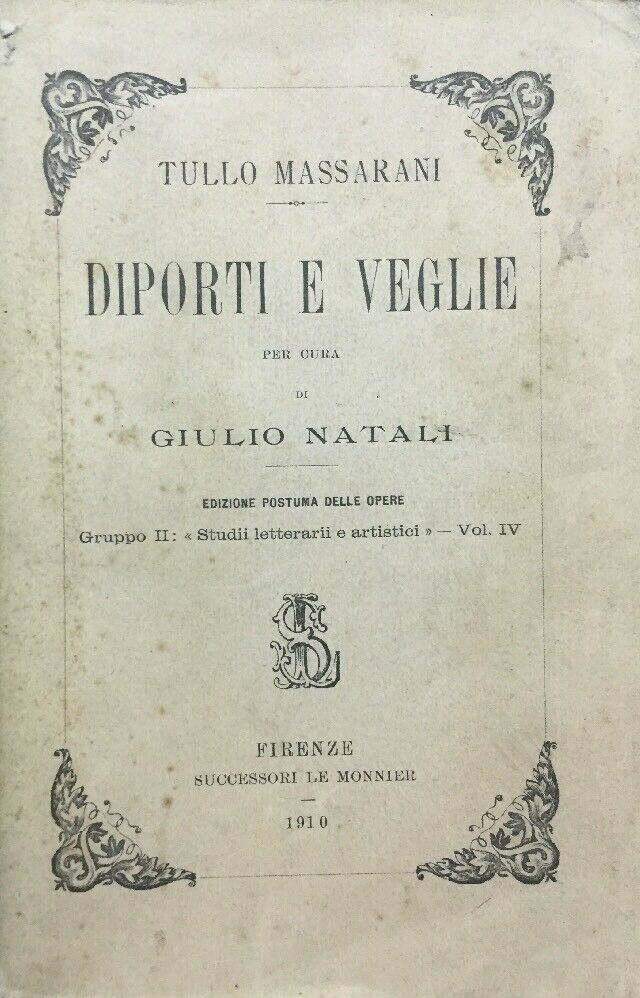 TULLO MASSARANI
DIPORTI E VEGLIE
PER CURA
DI
GIULIO NATALI
EDIZIONE POSTUMA DELLE OPERE
Gruppo II: « Studii letterarii e artistici » — Vol. IV
FIRENZE
SUCCESSORI LE MONNIER
1910